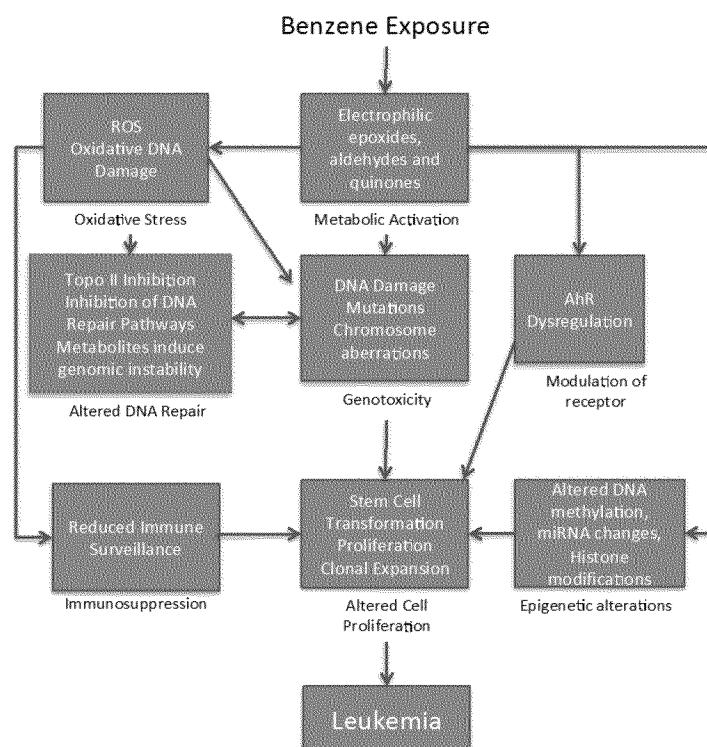 Benzene Exposure
ROS
Oxidative DNA
Damage
Oxidative Stress
Electrophilic
epoxides,
aldehydes and
quinones
Metabolic Activation
Topo II Inhibition
Inhibition of DNA
Repair Pathways
Metabolites induce
genomic instability
Altered DNA Repair
DNA Damage
Mutations
Chromosome
aberrations
Genotoxicity
AhR
Dysregulation
Modulation of
receptor
Reduced Immune
Surveillance
Immunosuppression
Stem Cell
Transformation
Proliferation
Clonal Expansion
Altered Cell
Proliferation
Altered DNA
methylation,
miRNA changes,
Histone
modifications
Epigenetic alterations
Leukemia